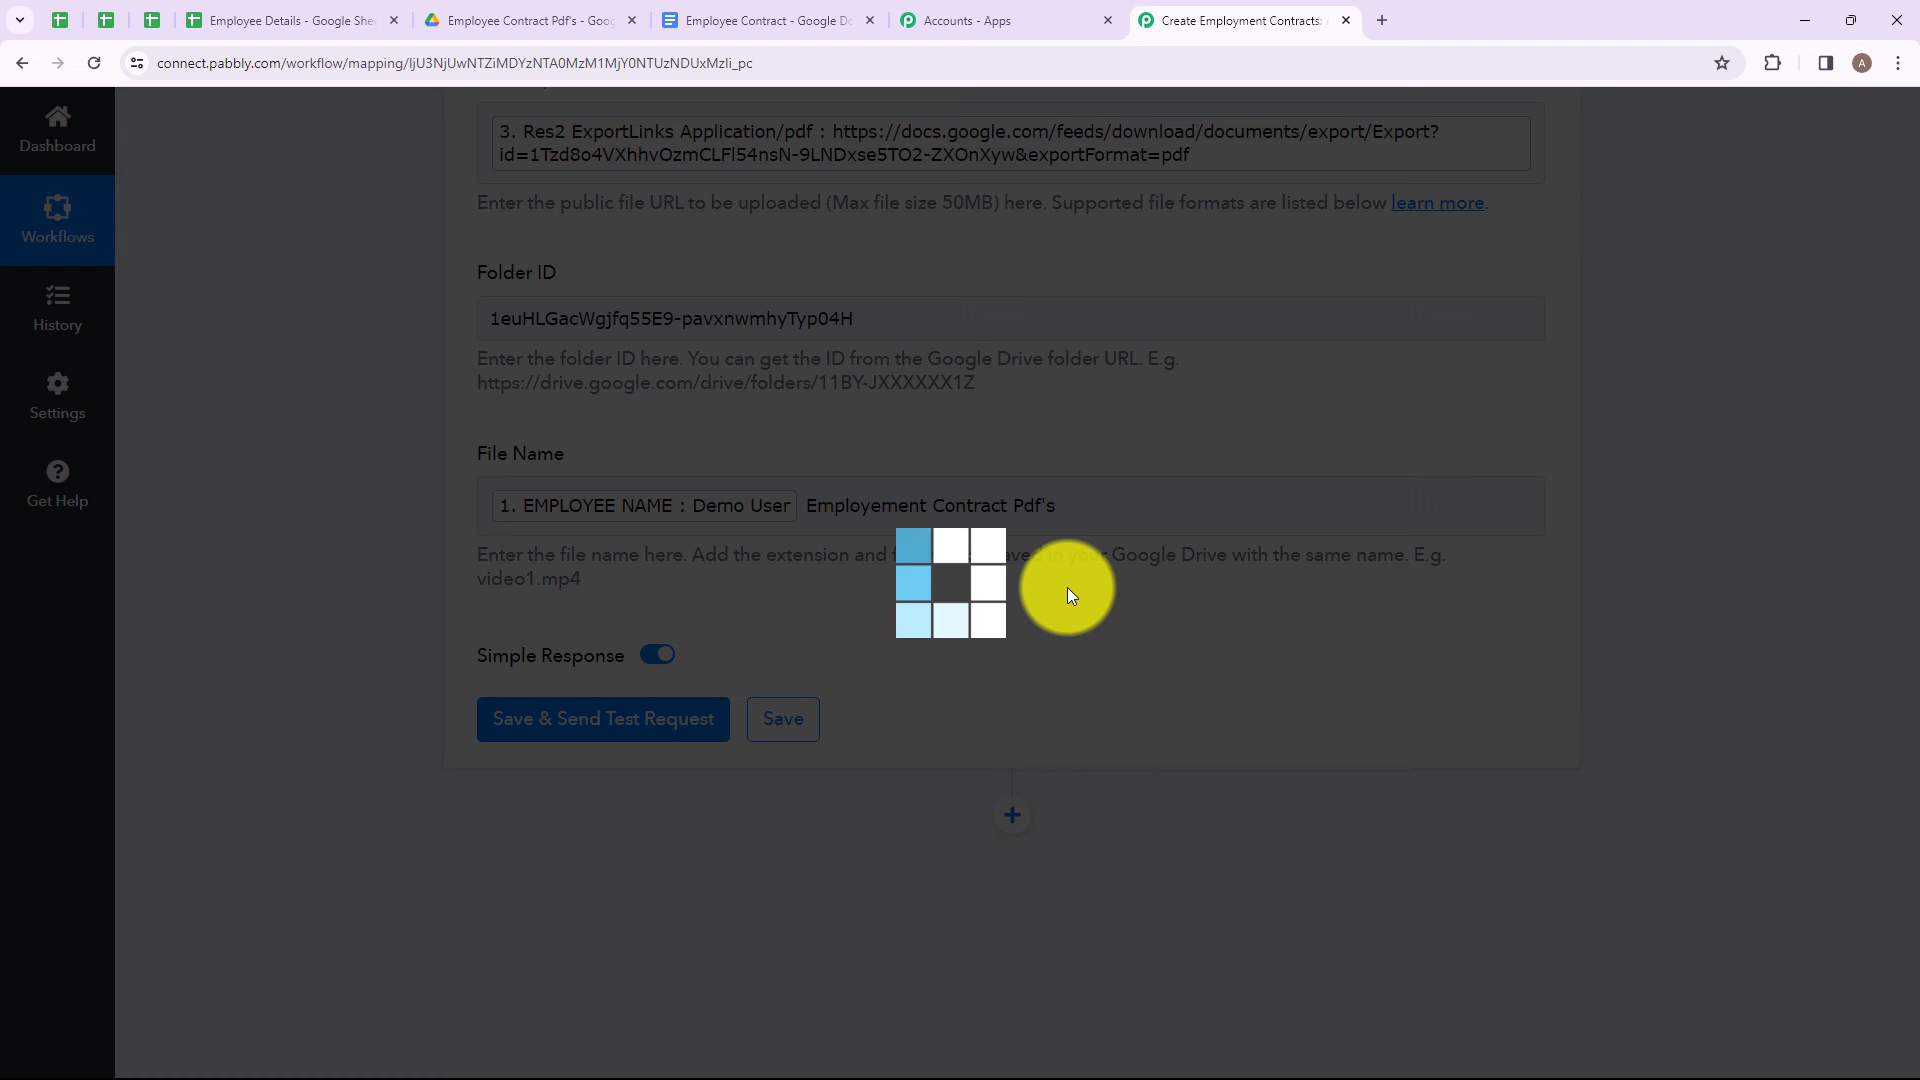 Employee Details - Google She
Employee Contract Pdf's - Goo
Employee Contract - Google Do
Accounts - Apps
Create Employment Contracts:
connect.pabbly.com/workflow/mapping/IjU3NjUwNTZiMDYzNTA0MzM1MjY0NTUzNDUxMzIi_pc
A
Dashboard
Workflows
History
Settings
Get Help
3. Res2 ExportLinks Application/pdf : https://docs.google.com/feeds/download/documents/export/Export?
id=1Tzd8o4VXhhvOzmCLFl54nsN-9LNDxse5TO2-ZXOnXyw&exportFormat=pdf
Enter the public file URL to be uploaded (Max file size 50MB) here. Supported file formats are listed below learn more.
Folder ID
1euHLGacWgjfq55E9-pavxnwmhyTyp04H
Enter the folder ID here. You can get the ID from the Google Drive folder URL. E.g.
https://drive.google.com/drive/folders/11BY-JXXXXXX1Z
File Name
1. EMPLOYEE NAME : Demo User Employement Contract Pdf's
Enter the file name here. Add the extension and Google Drive with the same name. E.g.
video1.mp4
Simple Response
Save & Send Test Request
Save